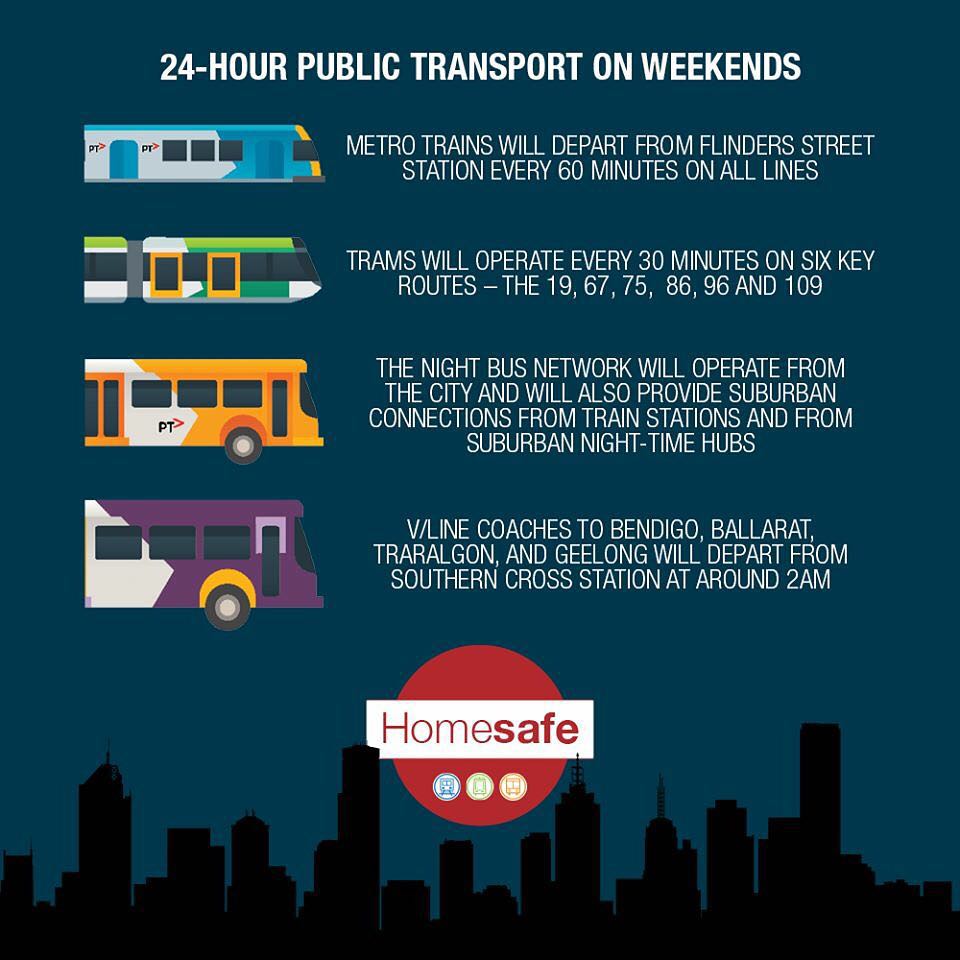 24-HOUR PUBLIC TRANSPORT ON WEEKENDS
PT>
PT>
METRO TRAINS WILL DEPART FROM FLINDERS STREET
STATION EVERY 60 MINUTES ON ALL LINES
TRAMS WILL OPERATE EVERY 30 MINUTES ON SIX KEY
ROUTES – THE 19, 67, 75, 86, 96 AND 109
THE NIGHT BUS NETWORK WILL OPERATE FROM
THE CITY AND WILL ALSO PROVIDE SUBURBAN
CONNECTIONS FROM TRAIN STATIONS AND FROM
SUBURBAN NIGHT-TIME HUBS
PT>
V/LINE COACHES TO BENDIGO, BALLARAT,
TRARALGON, AND GEELONG WILL DEPART FROM
SOUTHERN CROSS STATION AT AROUND 2AM
Homesafe